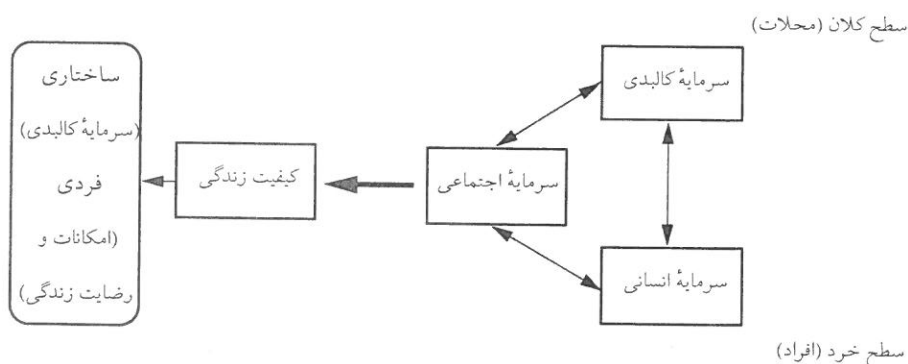 سطح کلان (محلات)
سرمایهٔ کالبدی
سرمایهٔ اجتماعی
سرمایهٔ انسانی
سطح خرد (افراد)
کیفیت زندگی
ساختاری
(سرمایهٔ کالبدی)
فردی
(امکانات و
رضایت زندگی)